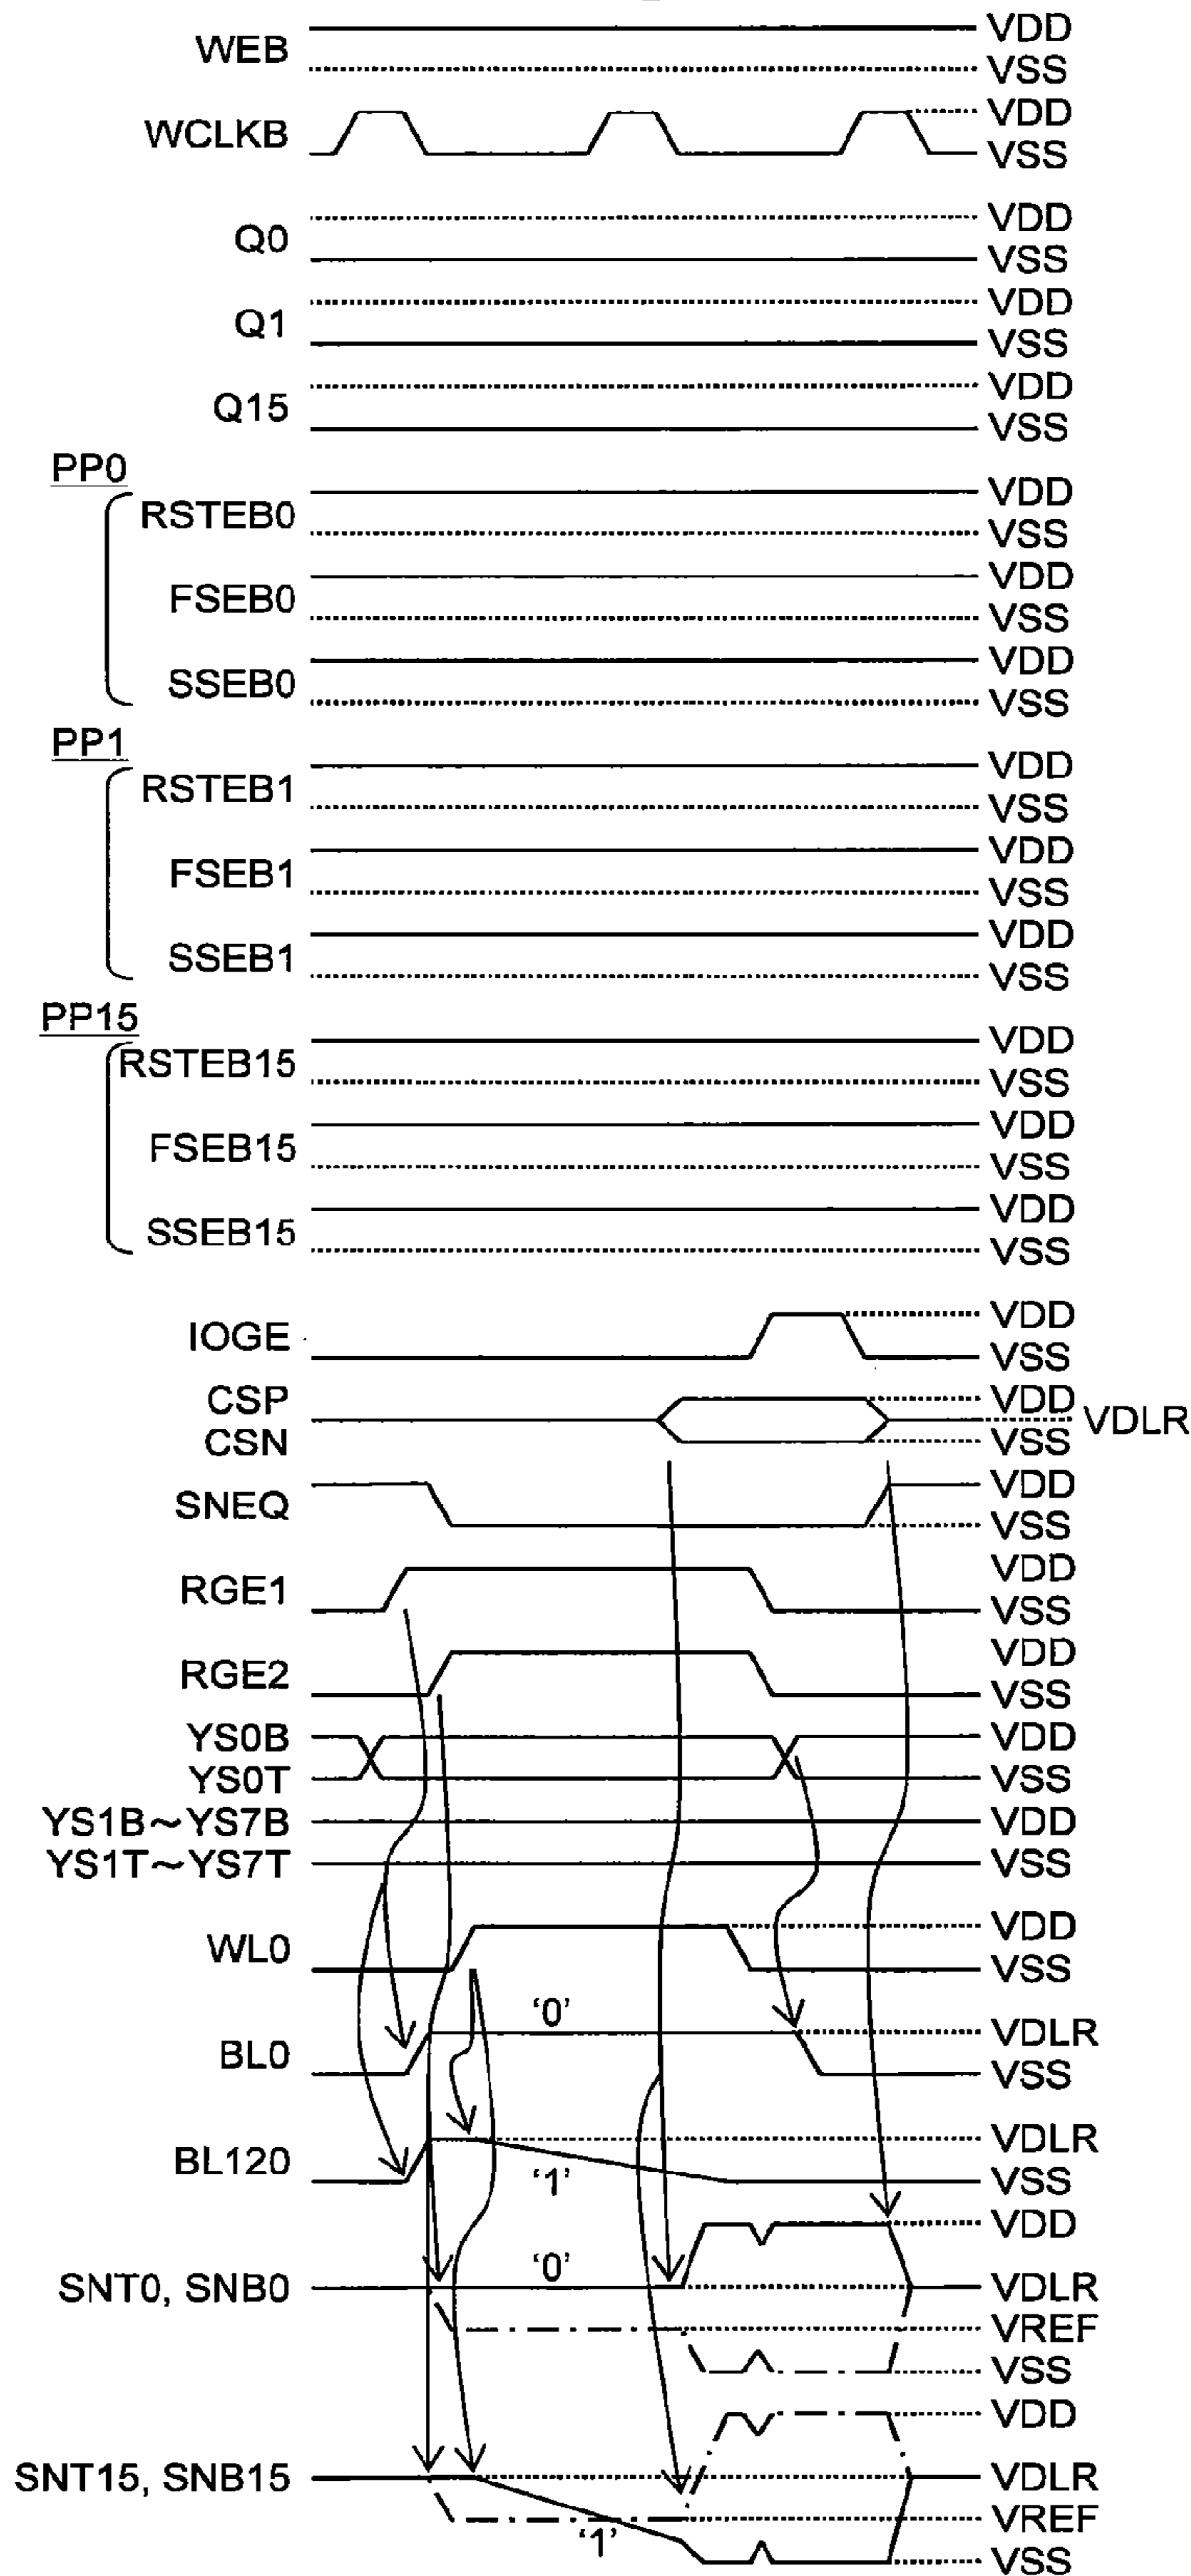 WEB VDD
VSS
WCLKB VDD
VSS
Q0 VDD
VSS
Q1 VDD
VSS
Q15 VDD
VSS
PP0
RSTEB0 VDD
VSS
FSEB0 VDD
VSS
SSEB0 VDD
VSS
PP1
RSTEB1 VDD
VSS
FSEB1 VDD
VSS
SSEB1 VDD
VSS
PP15
RSTEB15 VDD
VSS
FSEB15 VDD
VSS
SSEB15 VDD
VSS
IOGE VDD
VSS
CSP VDD
VDLR
CSN VSS
SNEQ VDD
VSS
RGE1 VDD
VSS
RGE2 VDD
VSS
YS0B VDD
YS0T VSS
YS1B～YS7B VDD
YS1T～YS7T VSS
WL0 VDD
VSS
‘0’
BL0 VDLR
VSS
BL120 VDLR
‘1’ VSS
VDD
‘0’
SNT0, SNB0 VDLR
VREF
VSS
VDD
SNT15, SNB15 VDLR
VREF
‘1’
VSS